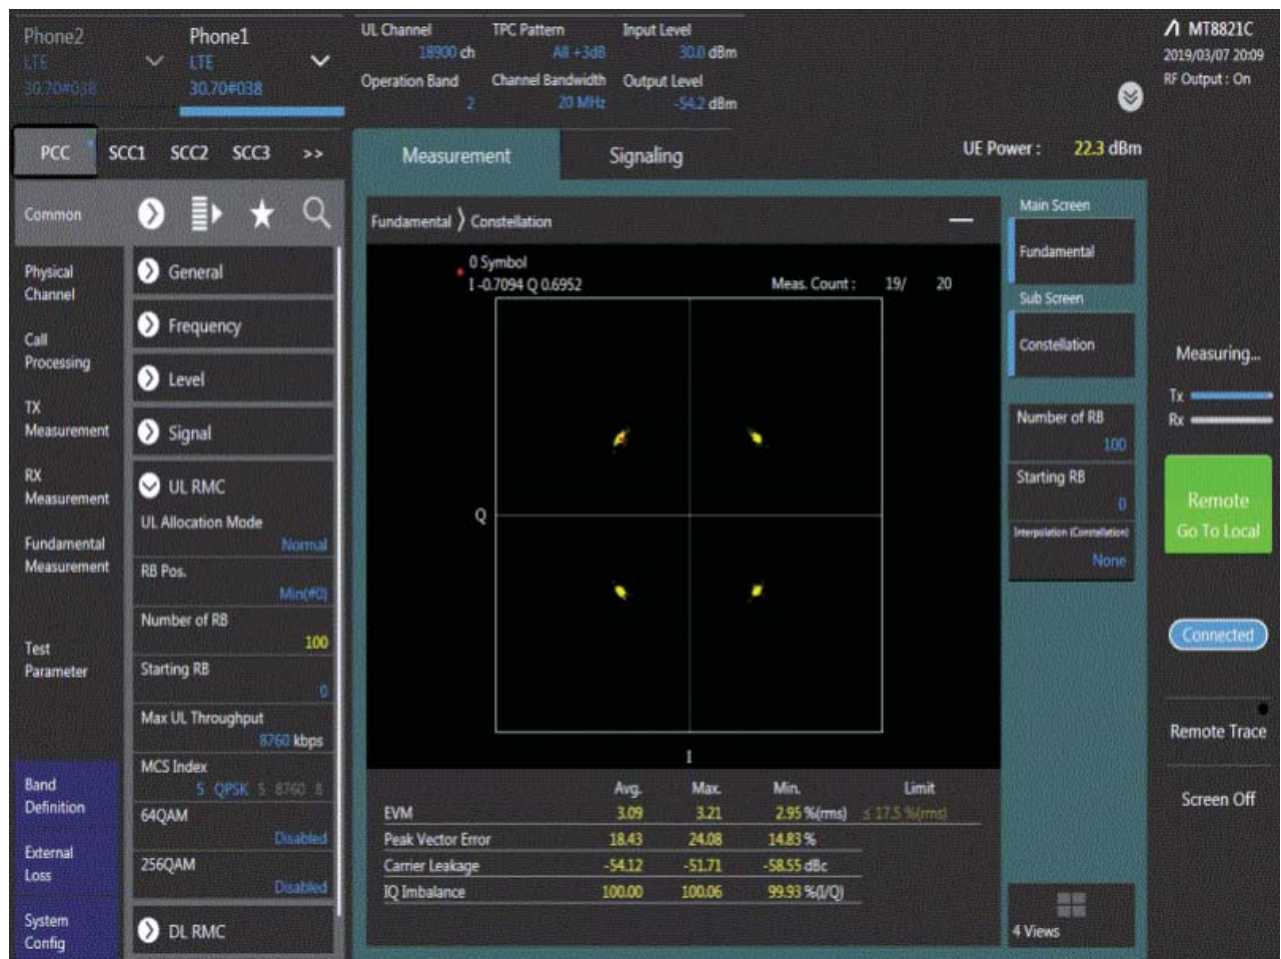 Phone2
LTE
30.70#038
Phone1
LTE
30.70#038
UL Channel
18900 ch
TPC Pattern
All +3dB
Input Level
30.0 dBm
Operation Band
2
Channel Bandwidth
20 MHz
Output Level
-54.2 dBm
MT8821C
2019/03/07 20:09
RF Output : On
PCC SCC1 SCC2 SCC3 >>
Measurement
Signaling
UE Power : 22.3 dBm
Common
Physical
Channel
Call
Processing
TX
Measurement
RX
Measurement
Fundamental
Measurement
Test
Parameter
Band
Definition
External
Loss
System
Config
General
Frequency
Level
Signal
UL RMC
UL Allocation Mode
Normal
RB Pos.
Min(#0)
Number of RB
100
Starting RB
0
Max UL Throughput
8760 kbps
MCS Index
5 QPSK 5 8760 8
64QAM
Disabled
256QAM
Disabled
DL RMC
Fundamental
Constellation
0 Symbol
I -0.7094 Q 0.6952
Meas. Count : 19/ 20
Q
I
Avg. Max. Min. Limit
EVM 3.09 3.21 2.95 %(rms) ≤ 17.5 %(rms)
Peak Vector Error 18.43 24.08 14.83 %
Carrier Leakage -54.12 -51.71 -58.55 dBc
IQ Imbalance 100.00 100.06 99.93 %(I/Q)
Main Screen
Fundamental
Sub Screen
Constellation
Number of RB
100
Starting RB
0
Interpolation (Constellation)
None
4 Views
Measuring...
Tx
Rx
Remote
Go To Local
Connected
Remote Trace
Screen Off